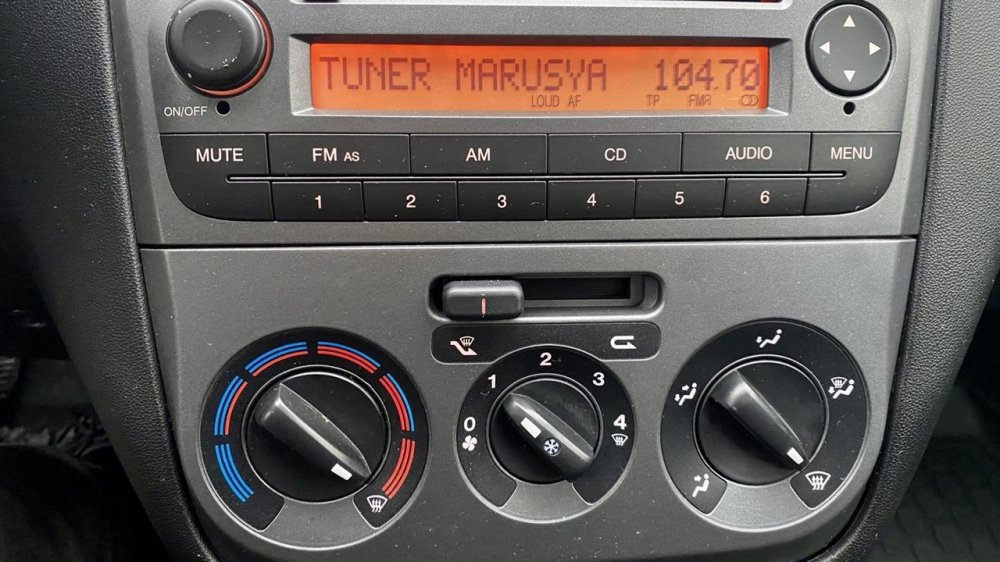 TUNER MARUSYA 104.70
LOUD AF TP FM2
ON/OFF
MUTE FM AS AM CD AUDIO MENU
1 2 3 4 5 6
0 1 2 3 4